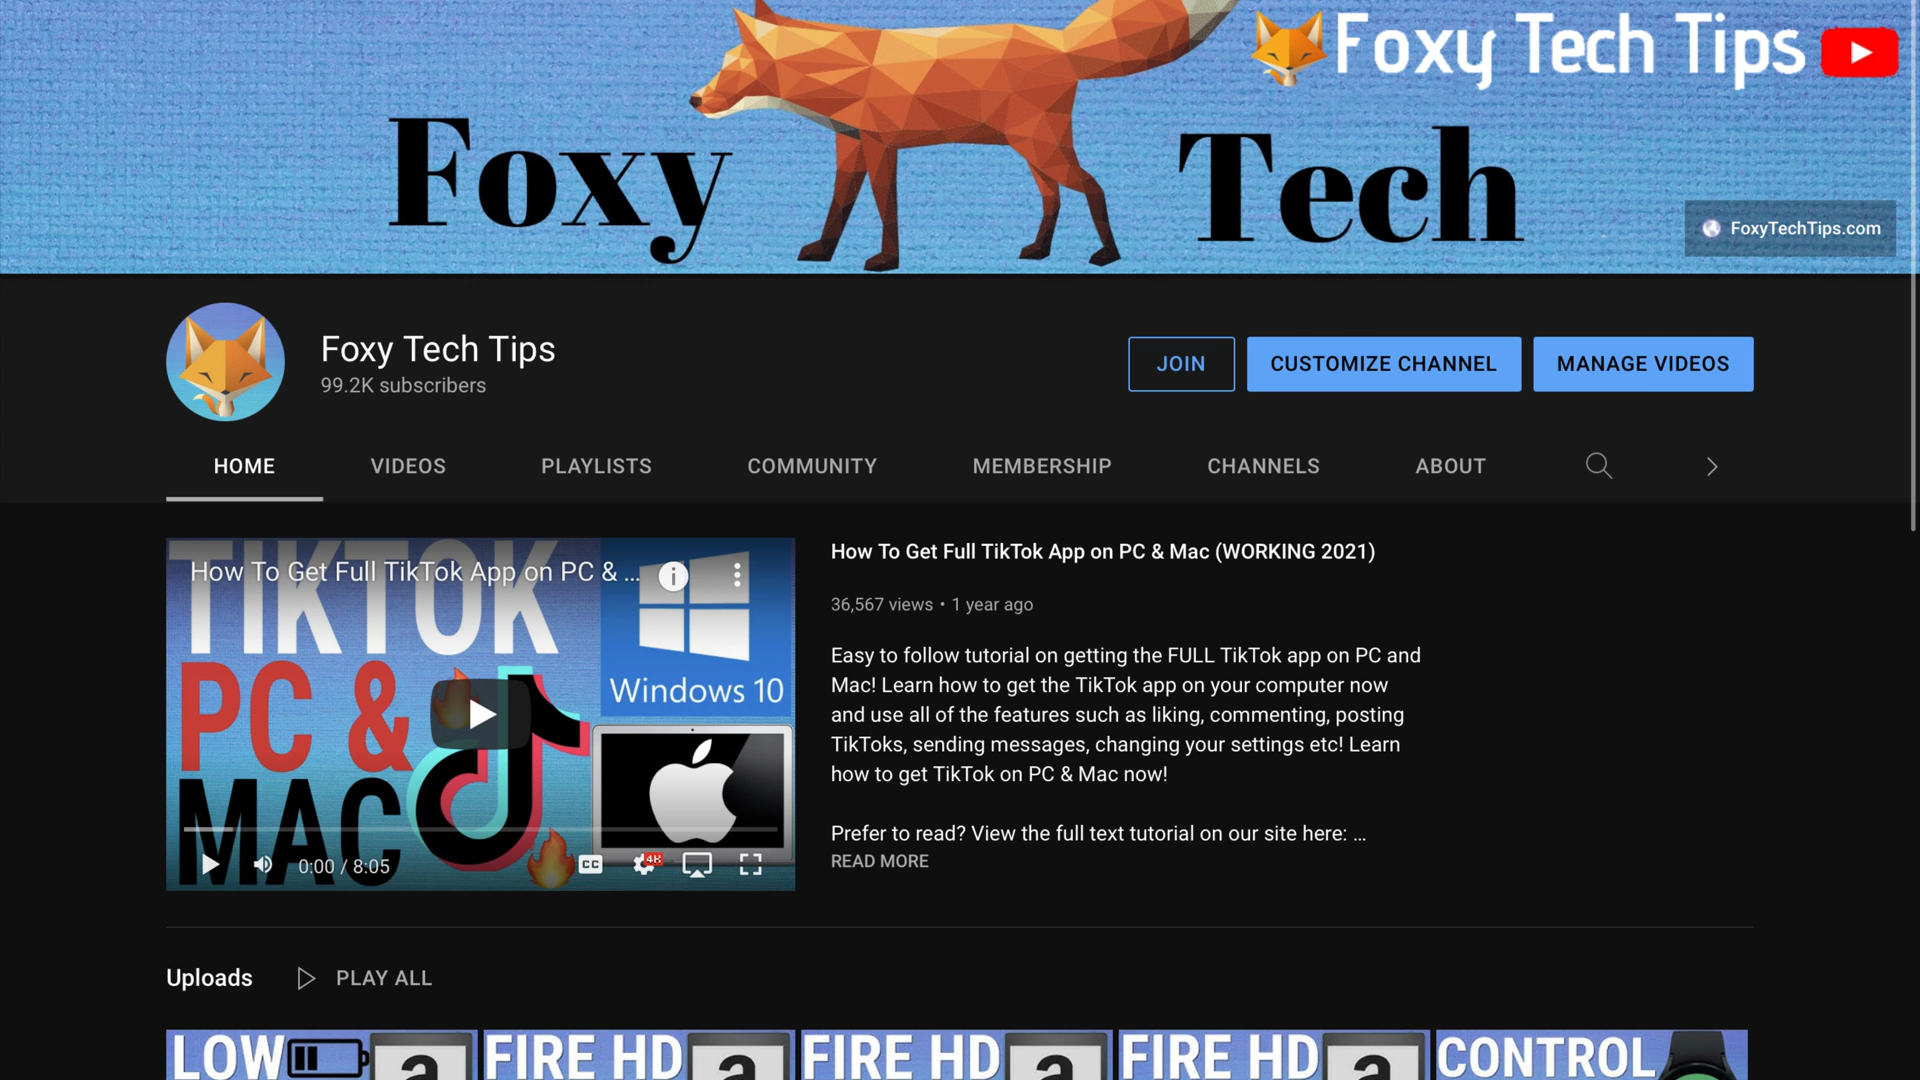 Foxy Tech Tips
Foxy Tech
FoxyTechTips.com
Foxy Tech Tips
99.2K subscribers
JOIN
CUSTOMIZE CHANNEL
MANAGE VIDEOS
HOME
VIDEOS
PLAYLISTS
COMMUNITY
MEMBERSHIP
CHANNELS
ABOUT
How To Get Full TikTok App on PC & ...
TIKTOK
PC &
MAC
Windows 10
0:00 / 8:05
CC
4K
How To Get Full TikTok App on PC & Mac (WORKING 2021)
36,567 views • 1 year ago
Easy to follow tutorial on getting the FULL TikTok app on PC and
Mac! Learn how to get the TikTok app on your computer now
and use all of the features such as liking, commenting, posting
TikToks, sending messages, changing your settings etc! Learn
how to get TikTok on PC & Mac now!
Prefer to read? View the full text tutorial on our site here: ...
READ MORE
Uploads
PLAY ALL
LOW
a
FIRE HD
a
FIRE HD
a
FIRE HD
a
CONTROL